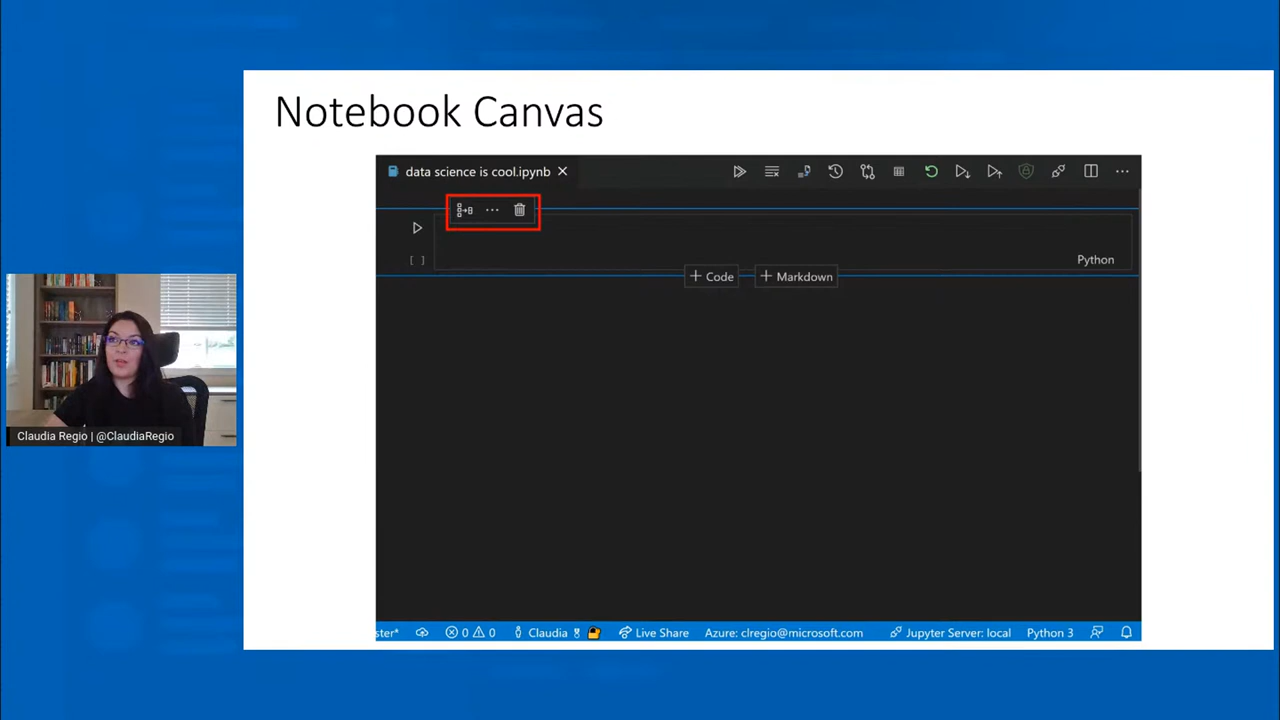 Notebook Canvas
data science is cool.ipynb
[ ]
Python
+ Code
+ Markdown
Claudia Regio | @ClaudiaRegio
ster*
0
0
Claudia
Live Share
Azure: clregio@microsoft.com
Jupyter Server: local
Python 3